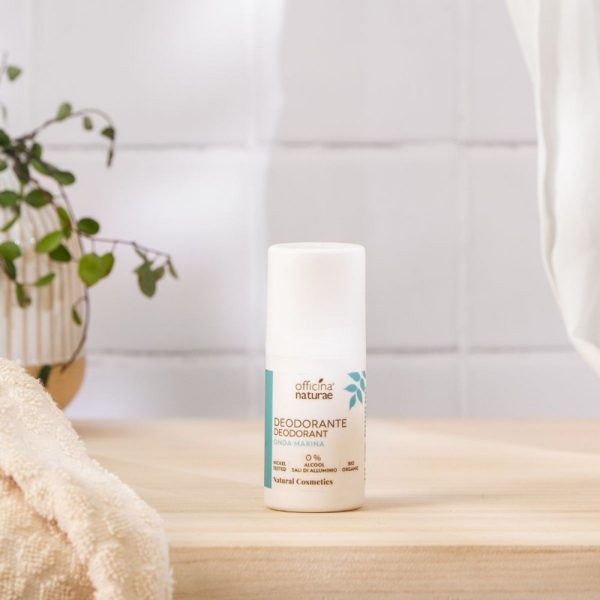 officina
naturae
DEODORANTE
DEODORANT
ONDA MARINA
0 %
NICKEL ALCOOL BIO
TESTED SALI DI ALLUMINIO ORGANIC
Natural Cosmetics